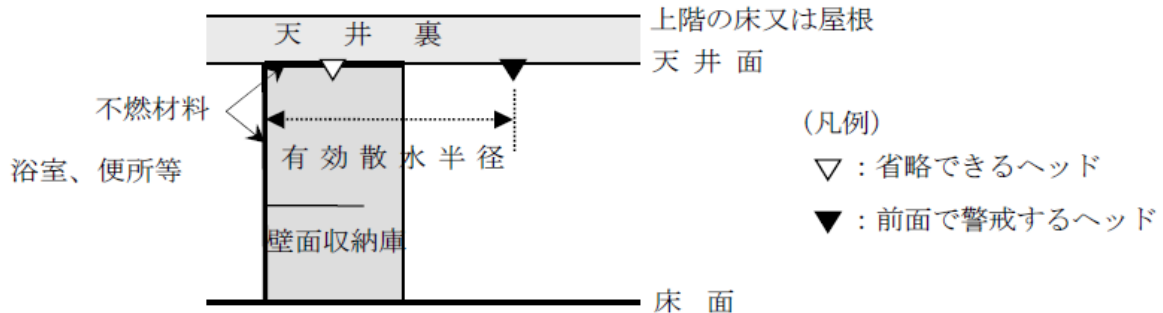 天井裏
上階の床又は屋根
天井面
不燃材料
浴室、便所等
有効散水半径
壁面収納庫
床面
(凡例)
▽：省略できるヘッド
▼：前面で警戒するヘッド